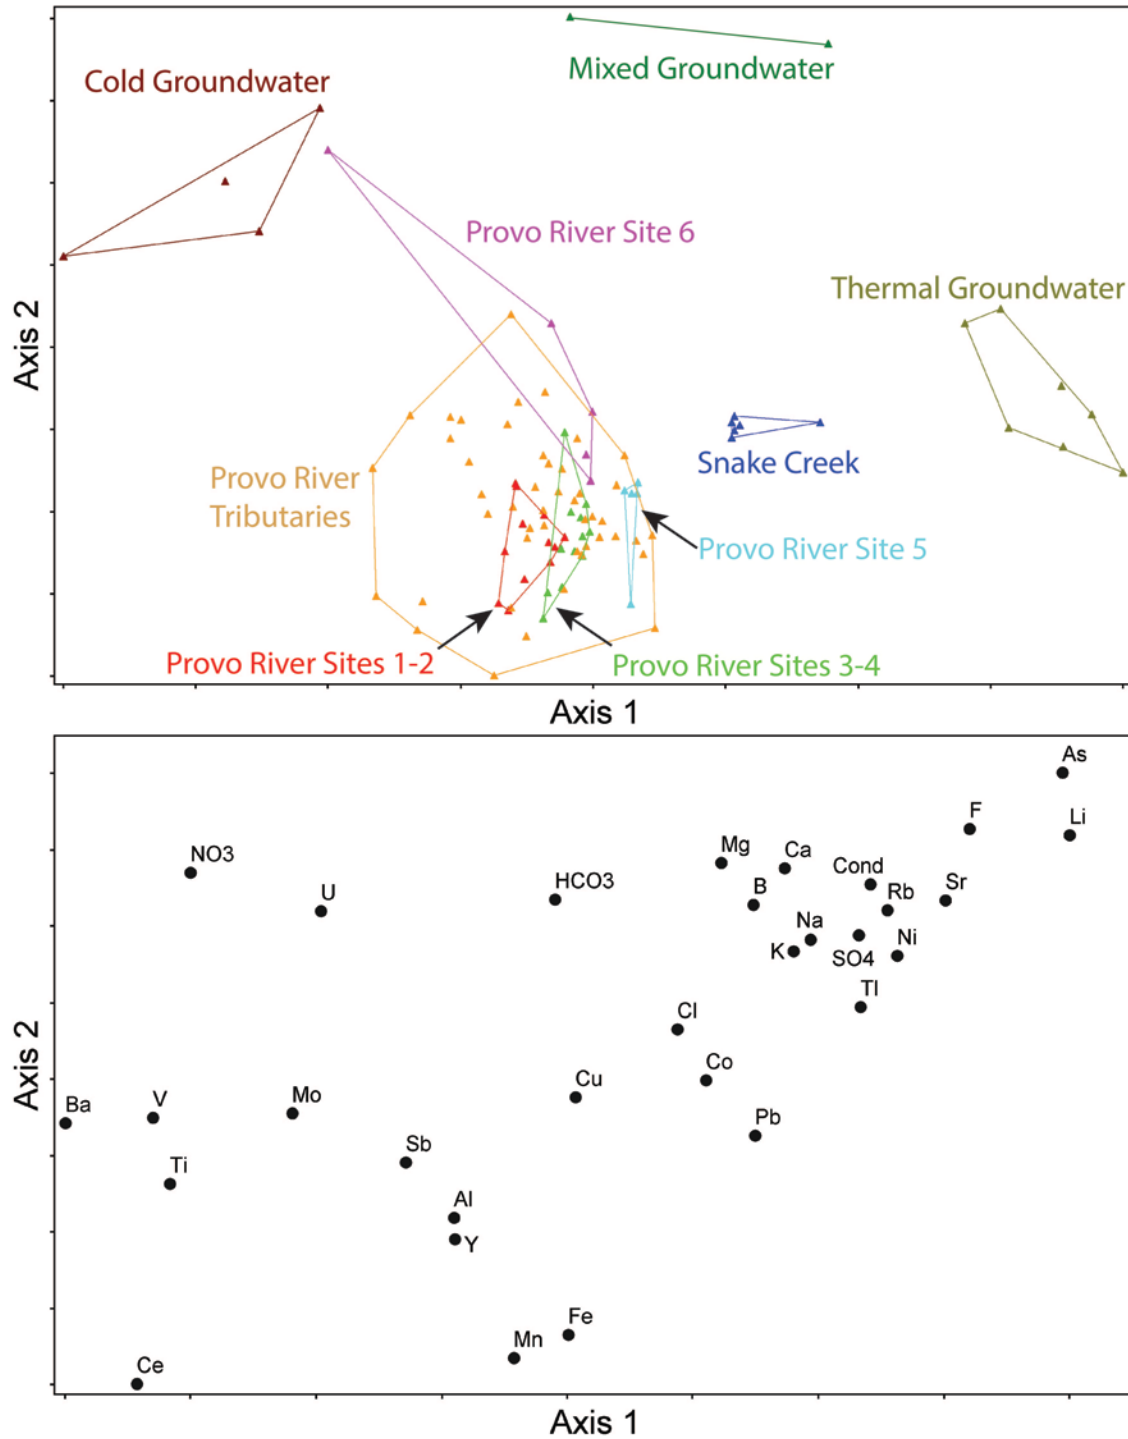 Mixed Groundwater
Cold Groundwater
Provo River Site 6
Thermal Groundwater
Axis 2
Snake Creek
Provo River
Tributaries
Provo River Site 5
Provo River Sites 1-2
Provo River Sites 3-4
Axis 1
As
F
Li
Mg
Ca
NO3
Cond
HCO3
U
B
Rb
Sr
Na
K
SO4
Ni
Tl
Cl
Axis 2
Co
Cu
Ba
V
Mo
Pb
Sb
Ti
Al
Y
Fe
Mn
Ce
Axis 1